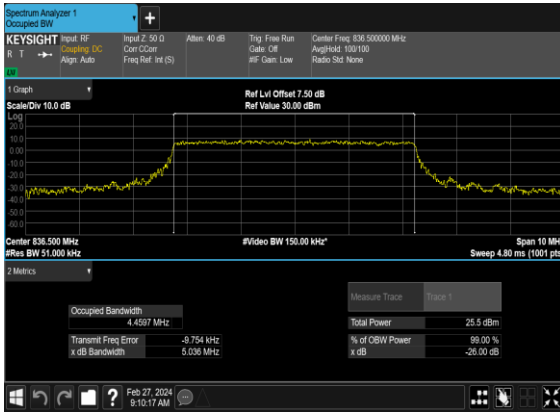 Spectrum Analyzer 1
Occupied BW
KEYSIGHT Input: RF Input Z: 50 Ω Atten: 40 dB Trig: Free Run Center Freq: 836.500000 MHz
R T Coupling: DC Corr CCorr Gate: Off Avg|Hold: 100/100
Align: Auto Freq Ref: Int (S) #IF Gain: Low Radio Std: None
1 Graph
Ref Lvl Offset 7.50 dB
Scale/Div 10.0 dB Ref Value 30.00 dBm
Log
20.0
10.0
0.00
-10.0
-20.0
-30.0
-40.0
-50.0
-60.0
Center 836.500 MHz #Video BW 150.00 kHz* Span 10 MH
#Res BW 51.000 kHz Sweep 4.80 ms (1001 pts
2 Metrics
Measure Trace Trace 1
Occupied Bandwidth
4.4597 MHz Total Power 25.5 dBm
Transmit Freq Error -9.754 kHz % of OBW Power 99.00 %
x dB Bandwidth 5.036 MHz x dB -26.00 dB
? Feb 27, 2024
9:10:17 AM